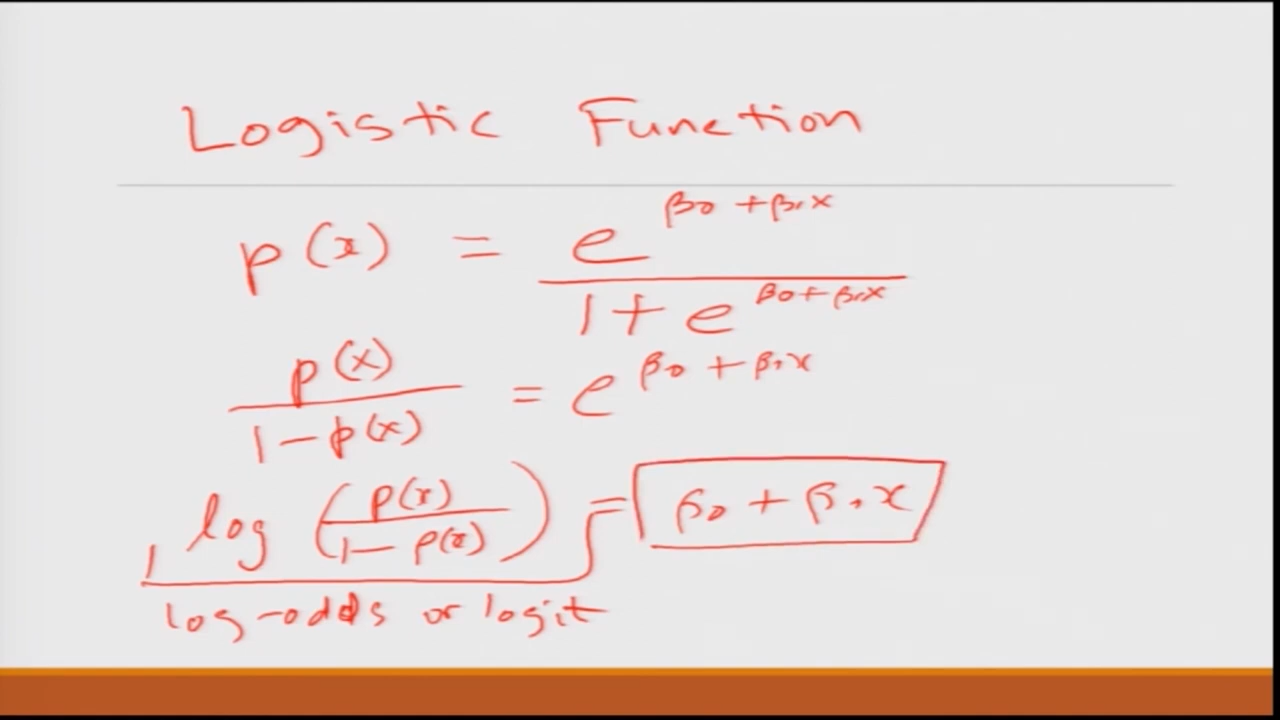 Logistic Function
p(x) = e^{β0 + β1x} / 1 + e^{β0 + β1x}
p(x) / 1 - p(x) = e^{β0 + β1x}
log (p(x) / 1 - p(x)) = β0 + β1x
log-odds or logit